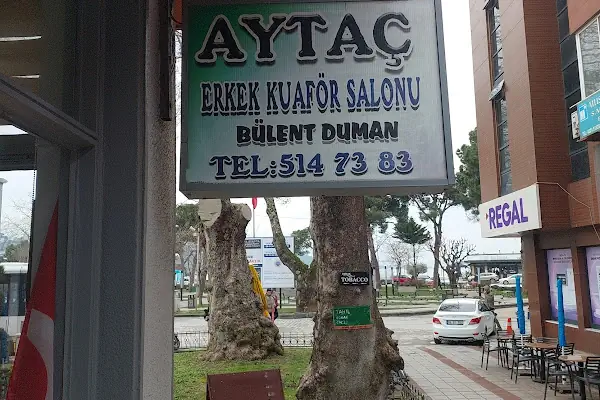 AYTAÇ
ERKEK KUAFÖR SALONU
BÜLENT DUMAN
TEL:514 73 83
REGAL
TOBACCO